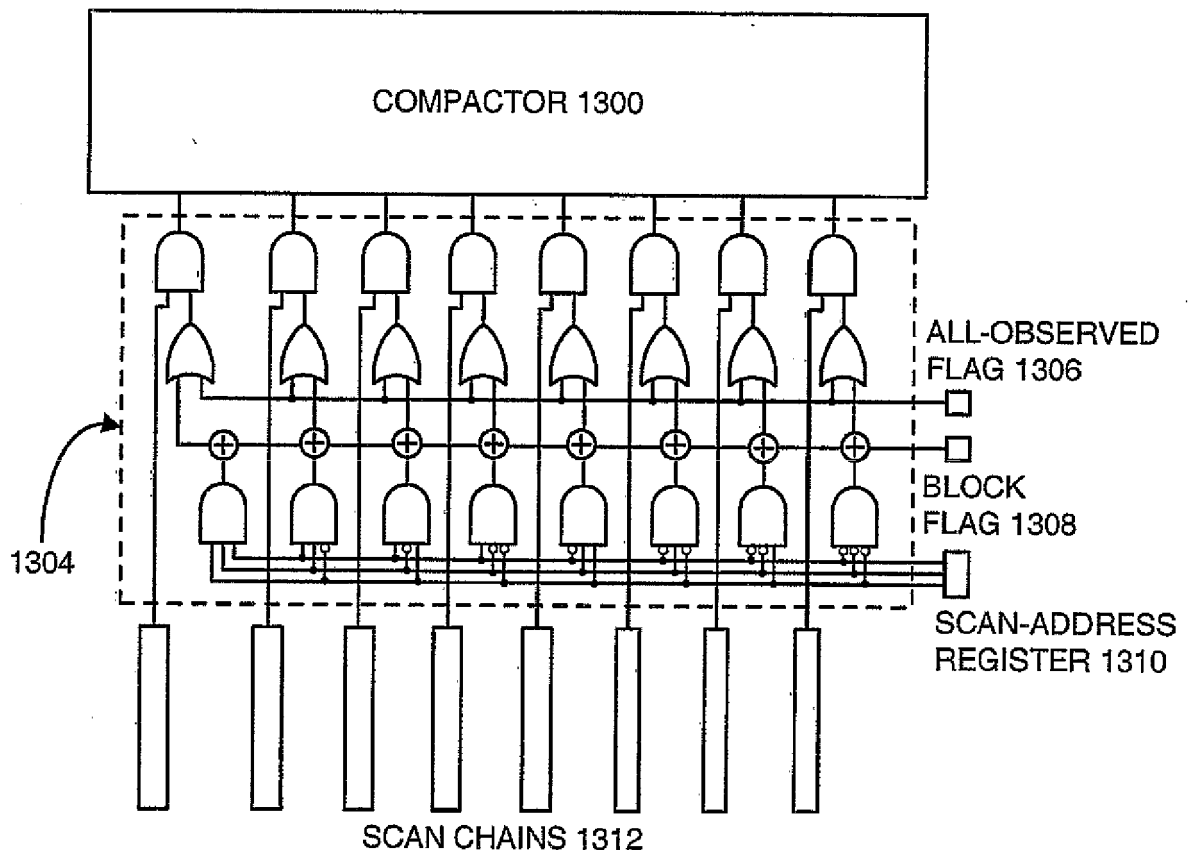 COMPACTOR 1300
ALL-OBSERVED
FLAG 1306
BLOCK
FLAG 1308
1304
SCAN-ADDRESS
REGISTER 1310
SCAN CHAINS 1312